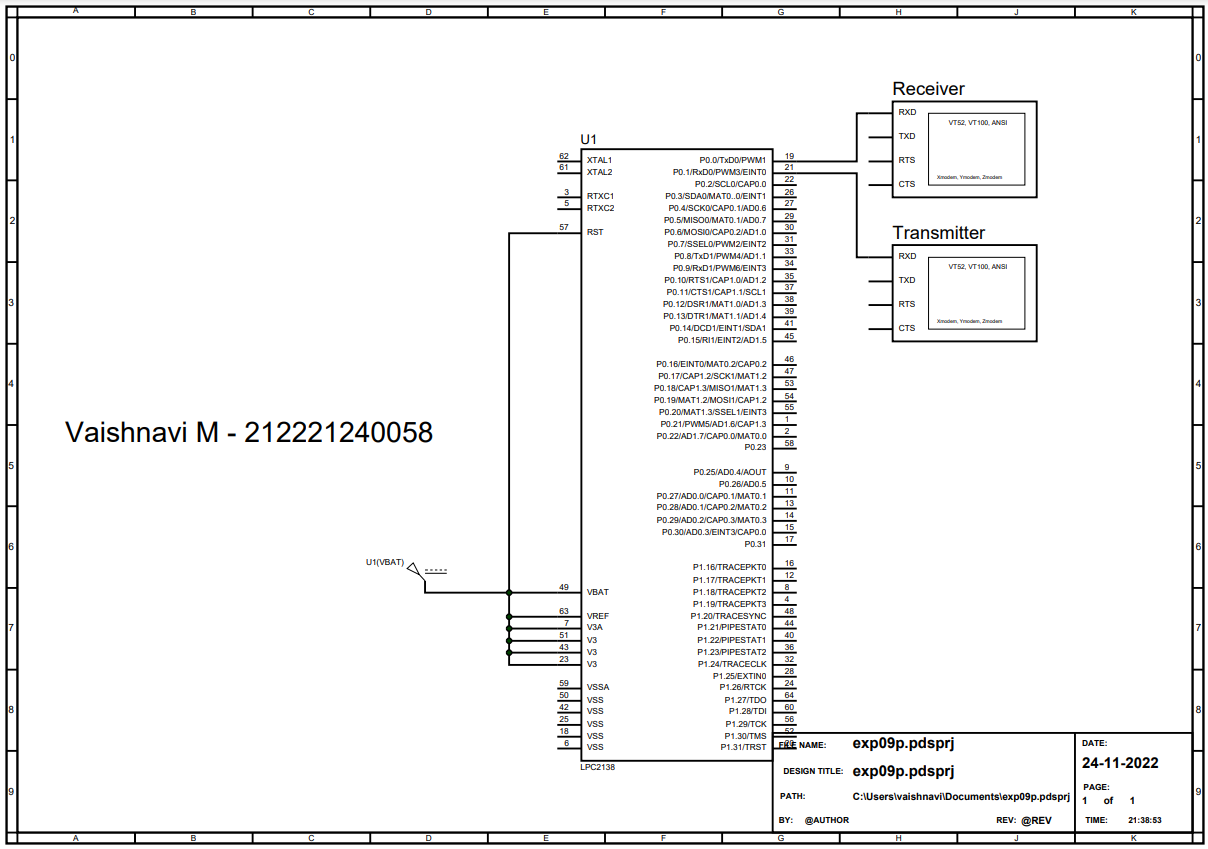 A B C D E F G H J K
0 0
1 1
2 2
3 3
4 4
5 5
6 6
7 7
8 8
9 9
Receiver
RXD
TXD
RTS
CTS
VT52, VT100, ANSI
Xmodem, Ymodem, Zmodem
Transmitter
RXD
TXD
RTS
CTS
VT52, VT100, ANSI
Xmodem, Ymodem, Zmodem
U1
62 XTAL1
61 XTAL2
3 RTXC1
5 RTXC2
57 RST
49 VBAT
63 VREF
7 V3A
51 V3
43 V3
23 V3
59 VSSA
50 VSS
42 VSS
25 VSS
18 VSS
6 VSS
P0.0/TxD0/PWM1 19
P0.1/RxD0/PWM3/EINT0 21
P0.2/SCL0/CAP0.0 22
P0.3/SDA0/MAT0..0/EINT1 26
P0.4/SCK0/CAP0.1/AD0.6 27
P0.5/MISO0/MAT0.1/AD0.7 29
P0.6/MOSI0/CAP0.2/AD1.0 30
P0.7/SSEL0/PWM2/EINT2 31
P0.8/TxD1/PWM4/AD1.1 33
P0.9/RxD1/PWM6/EINT3 34
P0.10/RTS1/CAP1.0/AD1.2 35
P0.11/CTS1/CAP1.1/SCL1 37
P0.12/DSR1/MAT1.0/AD1.3 38
P0.13/DTR1/MAT1.1/AD1.4 39
P0.14/DCD1/EINT1/SDA1 41
P0.15/RI1/EINT2/AD1.5 45
P0.16/EINT0/MAT0.2/CAP0.2 46
P0.17/CAP1.2/SCK1/MAT1.2 47
P0.18/CAP1.3/MISO1/MAT1.3 53
P0.19/MAT1.2/MOSI1/CAP1.2 54
P0.20/MAT1.3/SSEL1/EINT3 55
P0.21/PWM5/AD1.6/CAP1.3 1
P0.22/AD1.7/CAP0.0/MAT0.0 2
P0.23 58
P0.25/AD0.4/AOUT 9
P0.26/AD0.5 10
P0.27/AD0.0/CAP0.1/MAT0.1 11
P0.28/AD0.1/CAP0.2/MAT0.2 13
P0.29/AD0.2/CAP0.3/MAT0.3 14
P0.30/AD0.3/EINT3/CAP0.0 15
P0.31 17
P1.16/TRACEPKT0 16
P1.17/TRACEPKT1 12
P1.18/TRACEPKT2 8
P1.19/TRACEPKT3 4
P1.20/TRACESYNC 48
P1.21/PIPESTAT0 44
P1.22/PIPESTAT1 40
P1.23/PIPESTAT2 36
P1.24/TRACECLK 32
P1.25/EXTIN0 28
P1.26/RTCK 24
P1.27/TDO 64
P1.28/TDI 60
P1.29/TCK 56
P1.30/TMS 52
P1.31/TRST
LPC2138
Vaishnavi M - 212221240058
U1(VBAT)
FILE NAME: exp09p.pdsprj
DESIGN TITLE: exp09p.pdsprj
PATH: C:\Users\vaishnavi\Documents\exp09p.pdsprj
BY: @AUTHOR REV: @REV
DATE:
24-11-2022
PAGE:
1 of 1
TIME: 21:38:53
A B C D E F G H J K